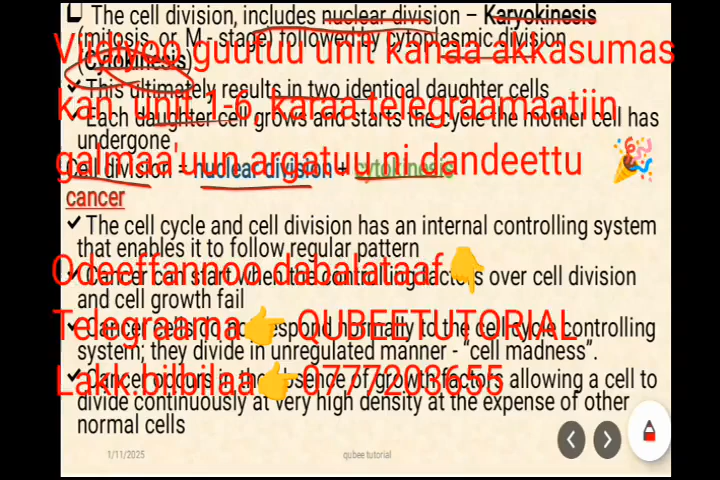 The cell division, includes nuclear division – Karyokinesis
(mitosis or M - stage) followed by cytoplasmic division
(Cytokinesis)
This ultimately results in two identical daughter cells
Each daughter cell grows and starts the cycle the mother cell has
undergone
Cell division = nuclear division + cytokinesis
cancer
The cell cycle and cell division has an internal controlling system
that enables it to follow regular pattern
Cancer can start when the controlling factors over cell division
and cell growth fail
Cancer cells do not respond normally to the cell cycle controlling
system; they divide in unregulated manner - “cell madness”.
Cancer occurs in the absence of growth factors allowing a cell to
divide continuously at very high density at the expense of other
normal cells
1/11/2025
qubee tutorial
Viidiyoo guutuu unit kanaa akkasumas
kan unit 1-6 karaa telegraamaatiin
galmaa'uun argatuu ni dandeettu 🎉
Odeeffannoo dabalataaf👇
Telegraama👉 QUBEETUTORIAL
Lakk.bilbilaa👉0777203655